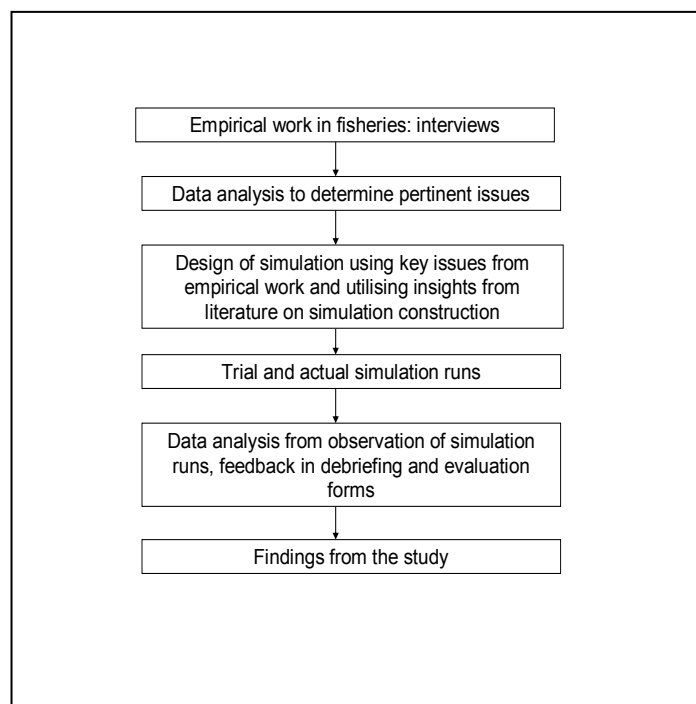 Empirical work in fisheries: interviews
Data analysis to determine pertinent issues
Design of simulation using key issues from
empirical work and utilising insights from
literature on simulation construction
Trial and actual simulation runs
Data analysis from observation of simulation
runs, feedback in debriefing and evaluation
forms
Findings from the study